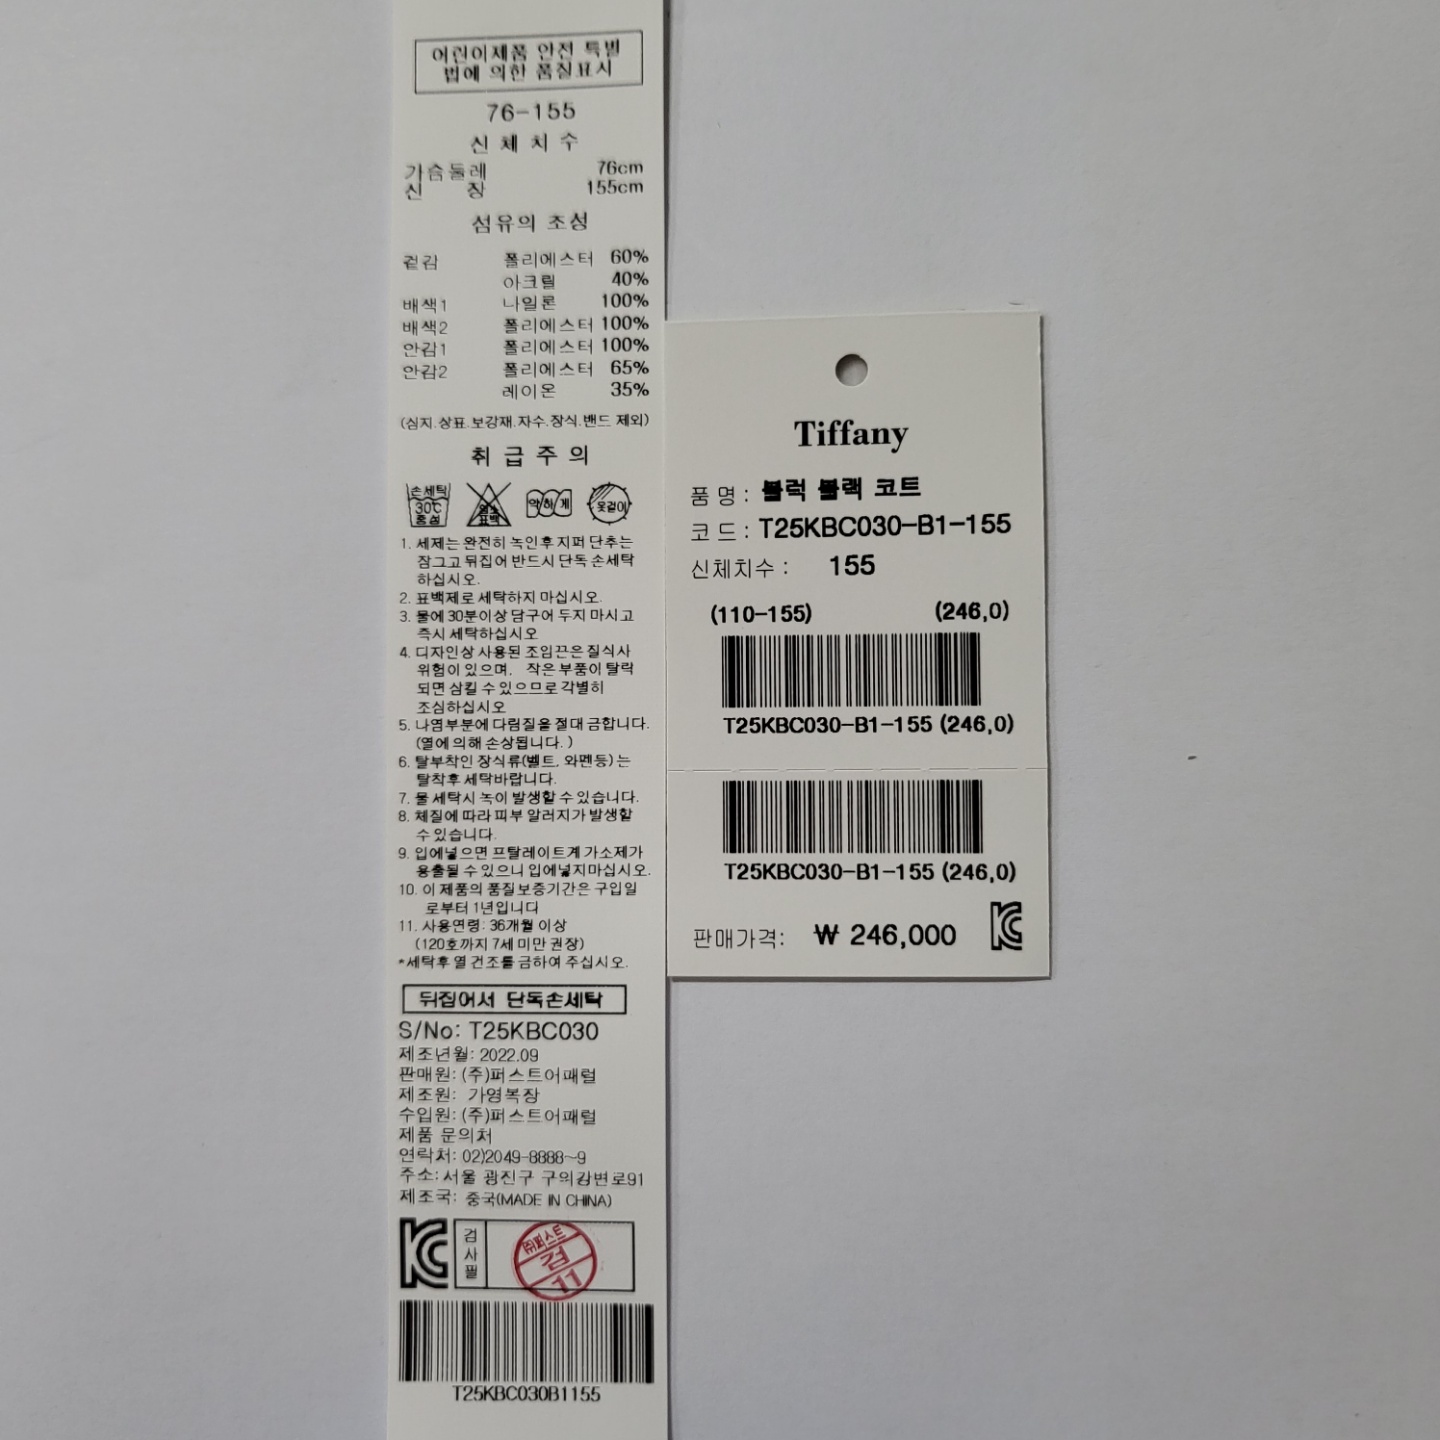 어린이제품 안전 특별
법에 의한 품질표시
76-155
신 체 치 수
가슴둘레 76cm
신 장 155cm
섬유의 조성
겉감 폴리에스터 60%
아크릴 40%
배색1 나일론 100%
배색2 폴리에스터 100%
안감1 폴리에스터 100%
안감2 폴리에스터 65%
레이온 35%
(심지.상표.보강재.자수.장식.밴드 제외)
취 급 주 의
손세탁 30℃ 중성
염소 표백
약하게
옷걸이
1. 세제는 완전히 녹인후 지퍼 단추는
잠그고 뒤집어 반드시 단독 손세탁
하십시오.
2. 표백제로 세탁하지 마십시오.
3. 물에 30분이상 담구어 두지 마시고
즉시 세탁하십시오
4. 디자인상 사용된 조임끈은 질식사
위험이 있으며, 작은 부품이 탈락
되면 삼킬 수 있으므로 각별히
조심하십시오
5. 나염부분에 다림질을 절대 금합니다.
(열에 의해 손상됩니다.)
6. 탈부착인 장식류(벨트, 와펜등) 는
탈착후 세탁바랍니다.
7. 물 세탁시 녹이 발생할 수 있습니다.
8. 체질에 따라 피부 알러지가 발생할
수 있습니다.
9. 입에넣으면 프탈레이트계 가소제가
용출될 수 있으니 입에넣지마십시오.
10. 이 제품의 품질보증기간은 구입일
로부터 1년입니다
11. 사용연령: 36개월 이상
(120호까지 7세 미만 권장)
*세탁후 열 건조를 금하여 주십시오.
뒤집어서 단독손세탁
S/No: T25KBC030
제조년월: 2022.09
판매원: (주)퍼스트어패럴
제조원: 가영복장
수입원: (주)퍼스트어패럴
제품 문의처
연락처: 02)2049-8888~9
주소: 서울 광진구 구의강변로91
제조국: 중국(MADE IN CHINA)
KC 검사필 ㈜퍼스트 검 11
T25KBC030B1155
Tiffany
품 명 : 블럭 블랙 코트
코 드 : T25KBC030-B1-155
신체치수 : 155
(110-155) (246,0)
T25KBC030-B1-155 (246,0)
T25KBC030-B1-155 (246,0)
판매가격: ₩ 246,000 KC